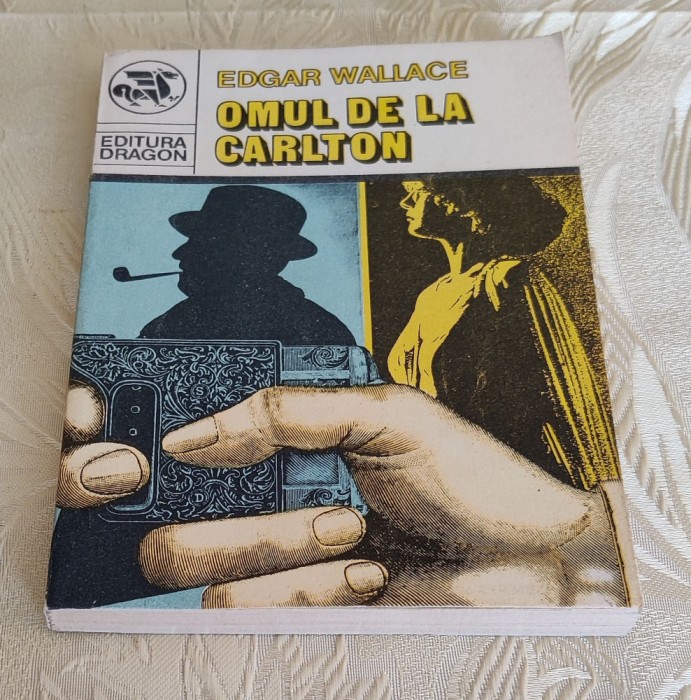 EDITURA
DRAGON
EDGAR WALLACE
OMUL DE LA
CARLTON